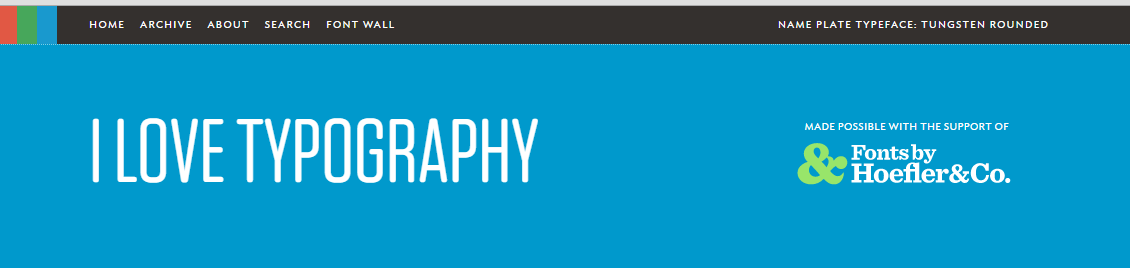 HOME ARCHIVE ABOUT SEARCH FONT WALL
NAME PLATE TYPEFACE: TUNGSTEN ROUNDED
I LOVE TYPOGRAPHY
MADE POSSIBLE WITH THE SUPPORT OF
& Fonts by
Hoefler&Co.